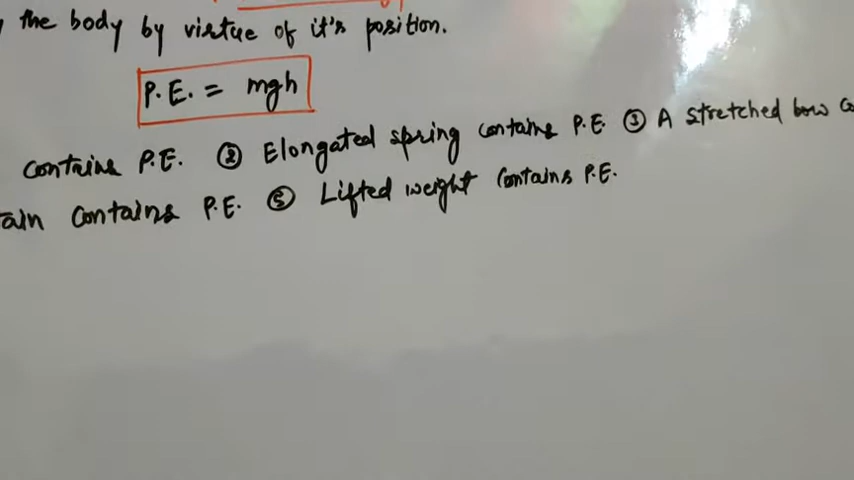 the body by virtue of it's position.
P.E. = mgh
contains P.E. ② Elongated spring contains P.E. ③ A stretched bow
contains P.E. ⑤ Lifted weight contains P.E.